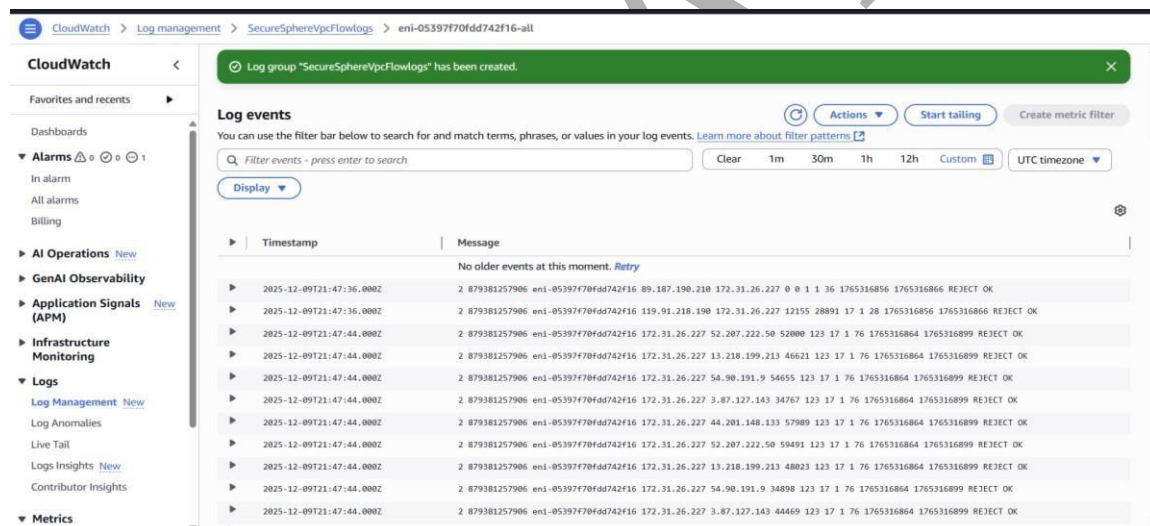 CloudWatch > Log management > SecureSphereVpcFlowlogs > eni-05397f70fdd742f16-all
CloudWatch
Favorites and recents
Dashboards
Alarms 0 0 1
In alarm
All alarms
Billing
AI Operations New
GenAI Observability
Application Signals New
(APM)
Infrastructure
Monitoring
Logs
Log Management New
Log Anomalies
Live Tail
Logs Insights New
Contributor Insights
Metrics
Log group "SecureSphereVpcFlowlogs" has been created.
Log events
Actions
Start tailing
Create metric filter
You can use the filter bar below to search for and match terms, phrases, or values in your log events. Learn more about filter patterns
Filter events - press enter to search
Clear 1m 30m 1h 12h Custom
UTC timezone
Display
Timestamp Message
No older events at this moment. Retry
2025-12-09T21:47:36.000Z 2 879381257906 eni-05397f70fdd742f16 89.187.190.210 172.31.26.227 0 0 1 1 36 1765316856 1765316866 REJECT OK
2025-12-09T21:47:36.000Z 2 879381257906 eni-05397f70fdd742f16 119.91.218.190 172.31.26.227 12155 28891 17 1 28 1765316856 1765316866 REJECT OK
2025-12-09T21:47:44.000Z 2 879381257906 eni-05397f70fdd742f16 172.31.26.227 52.207.222.50 52000 123 17 1 76 1765316864 1765316899 REJECT OK
2025-12-09T21:47:44.000Z 2 879381257906 eni-05397f70fdd742f16 172.31.26.227 13.218.199.213 46621 123 17 1 76 1765316864 1765316899 REJECT OK
2025-12-09T21:47:44.000Z 2 879381257906 eni-05397f70fdd742f16 172.31.26.227 54.90.191.9 54655 123 17 1 76 1765316864 1765316899 REJECT OK
2025-12-09T21:47:44.000Z 2 879381257906 eni-05397f70fdd742f16 172.31.26.227 3.87.127.143 34767 123 17 1 76 1765316864 1765316899 REJECT OK
2025-12-09T21:47:44.000Z 2 879381257906 eni-05397f70fdd742f16 172.31.26.227 44.201.148.133 57989 123 17 1 76 1765316864 1765316899 REJECT OK
2025-12-09T21:47:44.000Z 2 879381257906 eni-05397f70fdd742f16 172.31.26.227 52.207.222.50 59491 123 17 1 76 1765316864 1765316899 REJECT OK
2025-12-09T21:47:44.000Z 2 879381257906 eni-05397f70fdd742f16 172.31.26.227 13.218.199.213 48023 123 17 1 76 1765316864 1765316899 REJECT OK
2025-12-09T21:47:44.000Z 2 879381257906 eni-05397f70fdd742f16 172.31.26.227 54.90.191.9 34898 123 17 1 76 1765316864 1765316899 REJECT OK
2025-12-09T21:47:44.000Z 2 879381257906 eni-05397f70fdd742f16 172.31.26.227 3.87.127.143 44469 123 17 1 76 1765316864 1765316899 REJECT OK